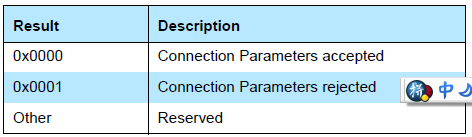 Result Description
0x0000 Connection Parameters accepted
0x0001 Connection Parameters rejected
Other Reserved
中